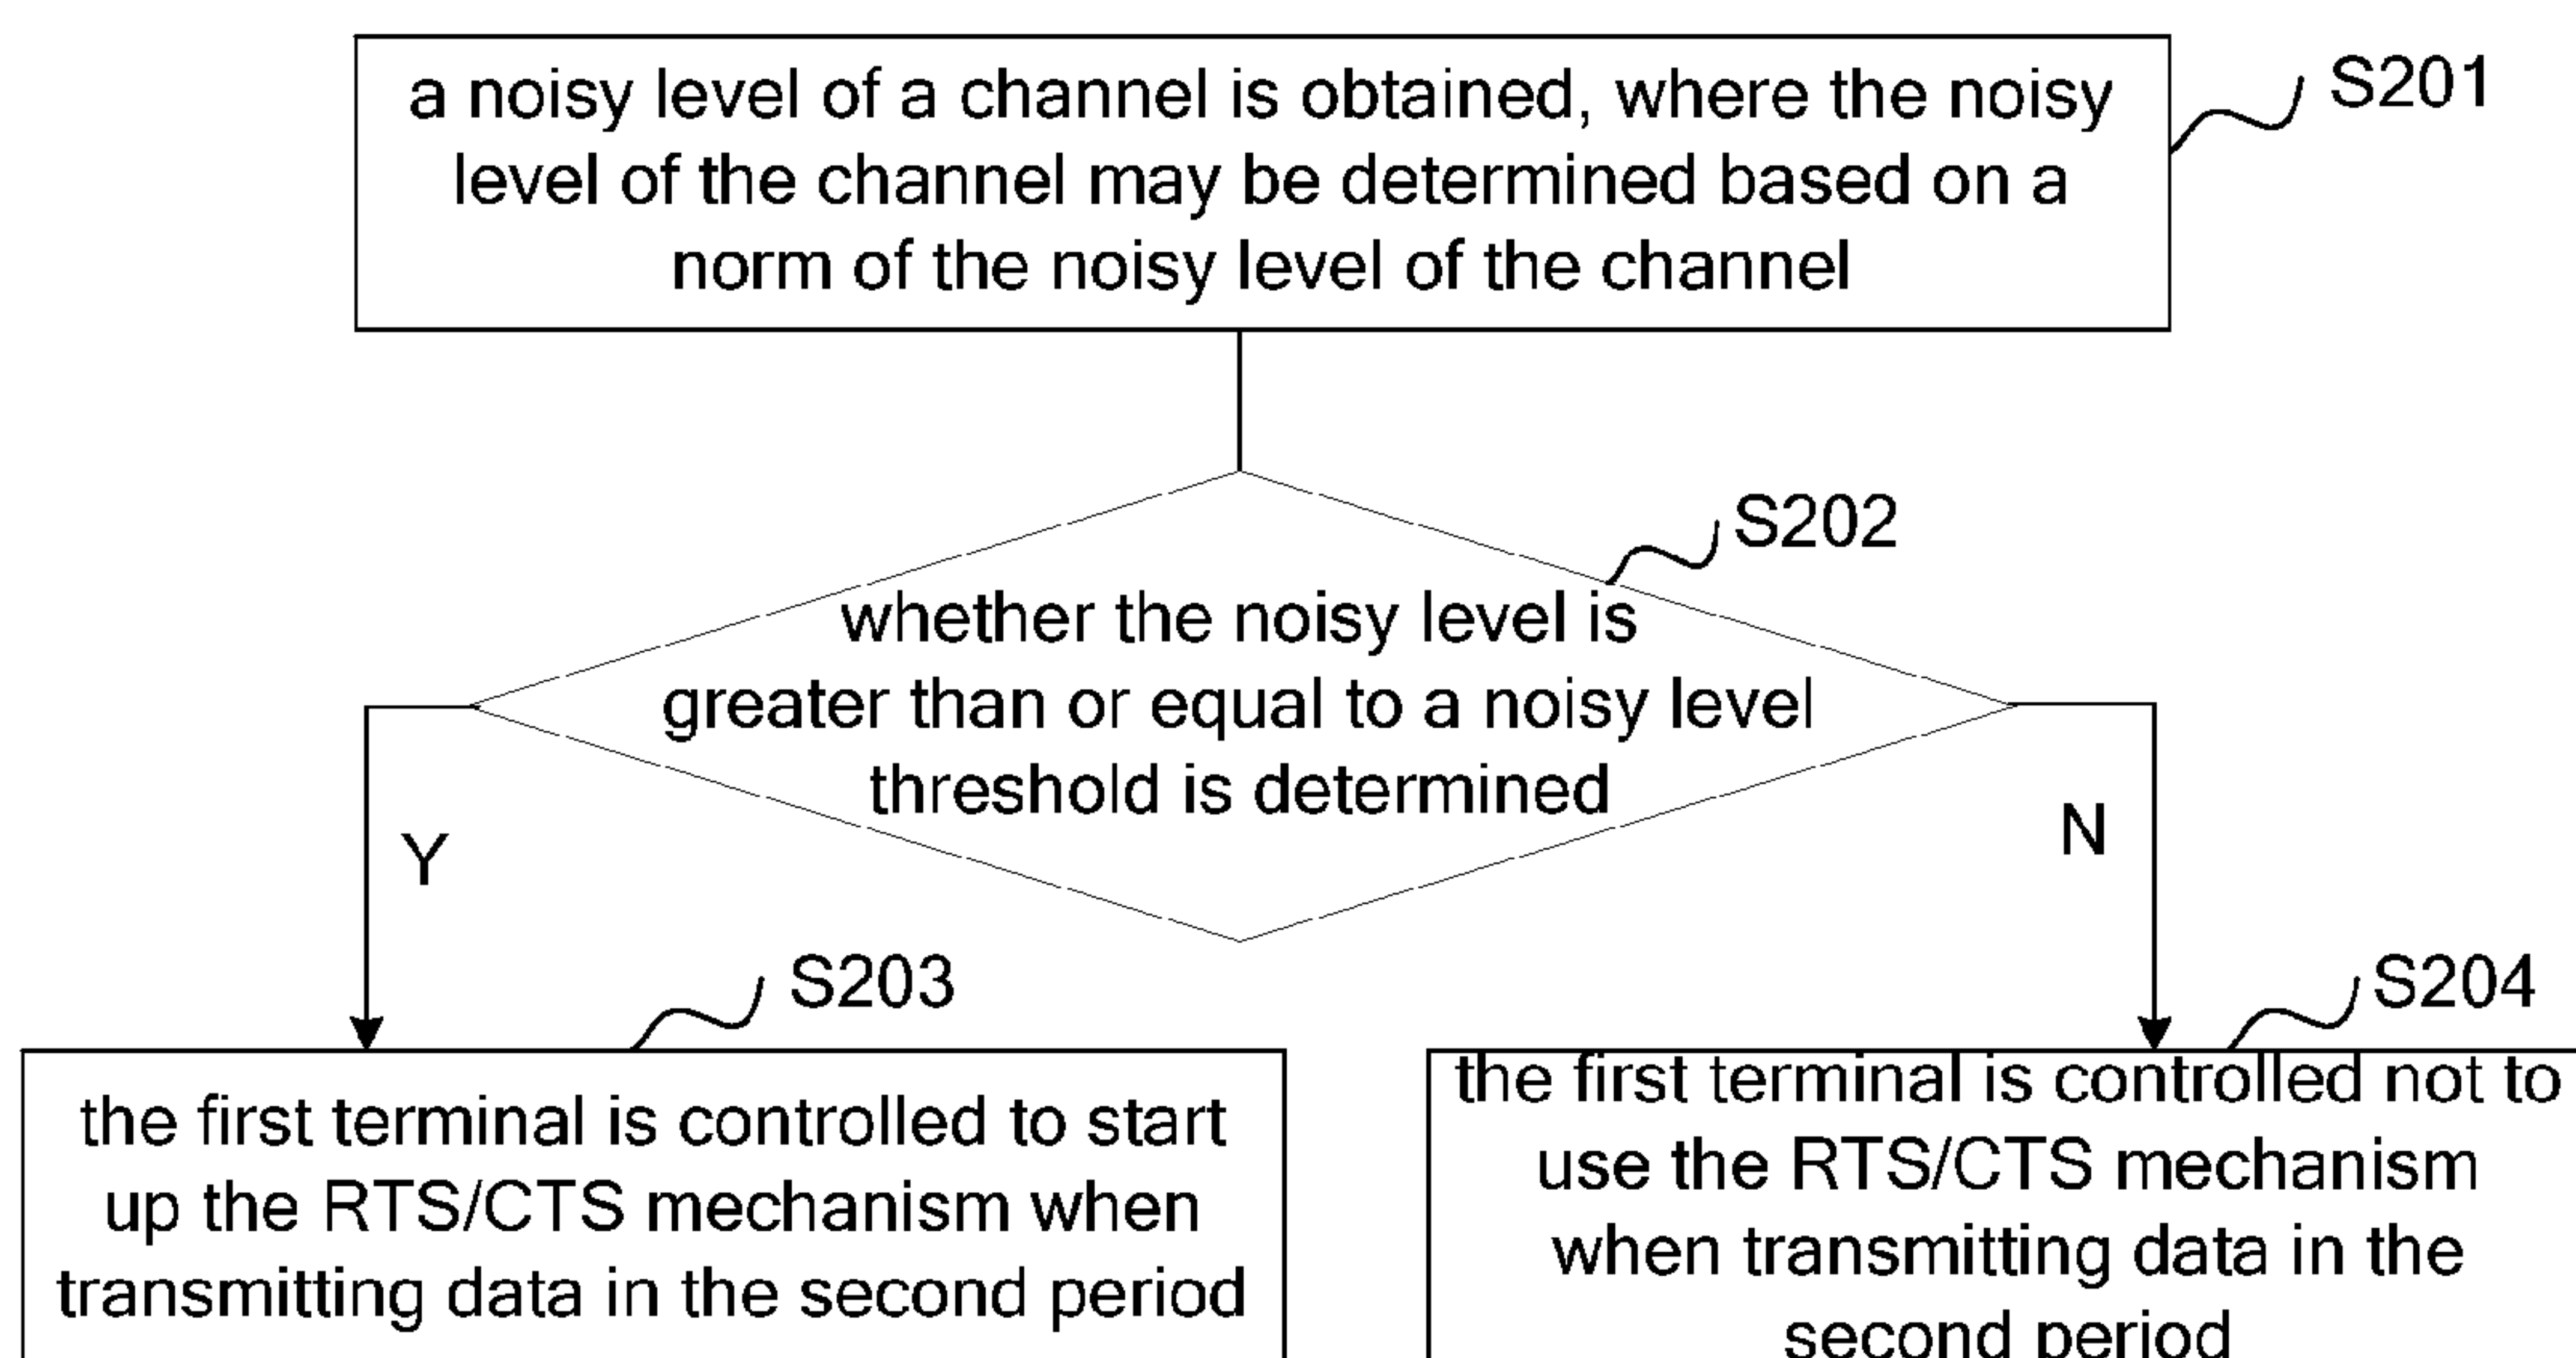 a noisy level of a channel is obtained, where the noisy
level of the channel may be determined based on a
norm of the noisy level of the channel
S201
S202
whether the noisy level is
greater than or equal to a noisy level
threshold is determined
Y
N
S203
the first terminal is controlled to start
up the RTS/CTS mechanism when
transmitting data in the second period
S204
the first terminal is controlled not to
use the RTS/CTS mechanism
when transmitting data in the
second period